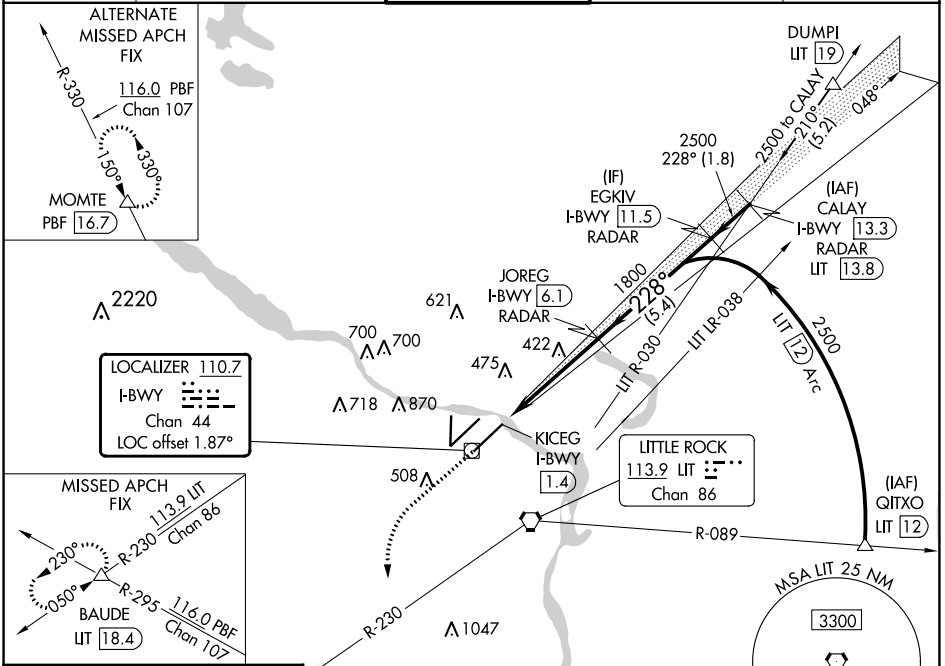 ALTERNATE
MISSED APCH
FIX
R-330
116.0 PBF
Chan 107
150°
330°
MOMTE
PBF 16.7
DUMPI
LIT 19
2500 to CALAY
210°
(5.2)
048°
2500
228° (1.8)
(IF)
EGKIV
I-BWY 11.5
RADAR
(IAF)
CALAY
I-BWY 13.3
RADAR
LIT 13.8
JOREG
I-BWY 6.1
RADAR
1800
228°
(5.4)
LIT R-030
LIT LR-038
2500
LIT 12 Arc
2220
621
700
700
422
475
718
870
508
1047
LOCALIZER 110.7
I-BWY
Chan 44
LOC offset 1.87°
KICEG
I-BWY
1.4
LITTLE ROCK
113.9 LIT
Chan 86
(IAF)
QITXO
LIT 12
R-089
R-230
MISSED APCH
FIX
113.9 LIT
R-230 Chan 86
230°
050°
R-295 116.0 PBF
Chan 107
BAUDE
LIT 18.4
MSA LIT 25 NM
3300